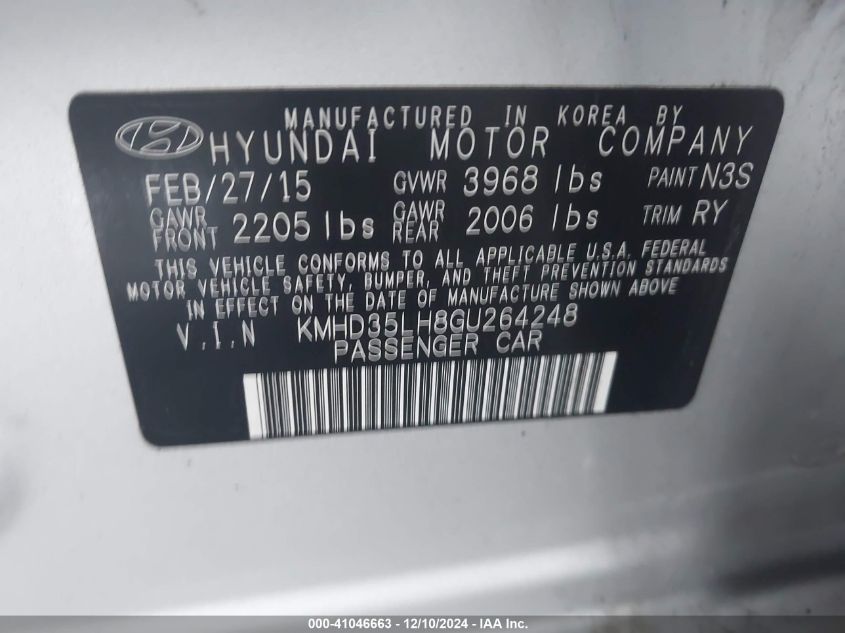 MANUFACTURED IN KOREA BY
HYUNDAI MOTOR COMPANY
FEB/27/15 GVWR 3968 lbs PAINT N3S
GAWR FRONT 2205 lbs GAWR REAR 2006 lbs TRIM RY
THIS VEHICLE CONFORMS TO ALL APPLICABLE U.S.A. FEDERAL
MOTOR VEHICLE SAFETY, BUMPER, AND THEFT PREVENTION STANDARDS
IN EFFECT ON THE DATE OF MANUFACTURE SHOWN ABOVE
V.I.N KMHD35LH8GU264248
PASSENGER CAR
000-41046663 - 12/10/2024 - IAA Inc.